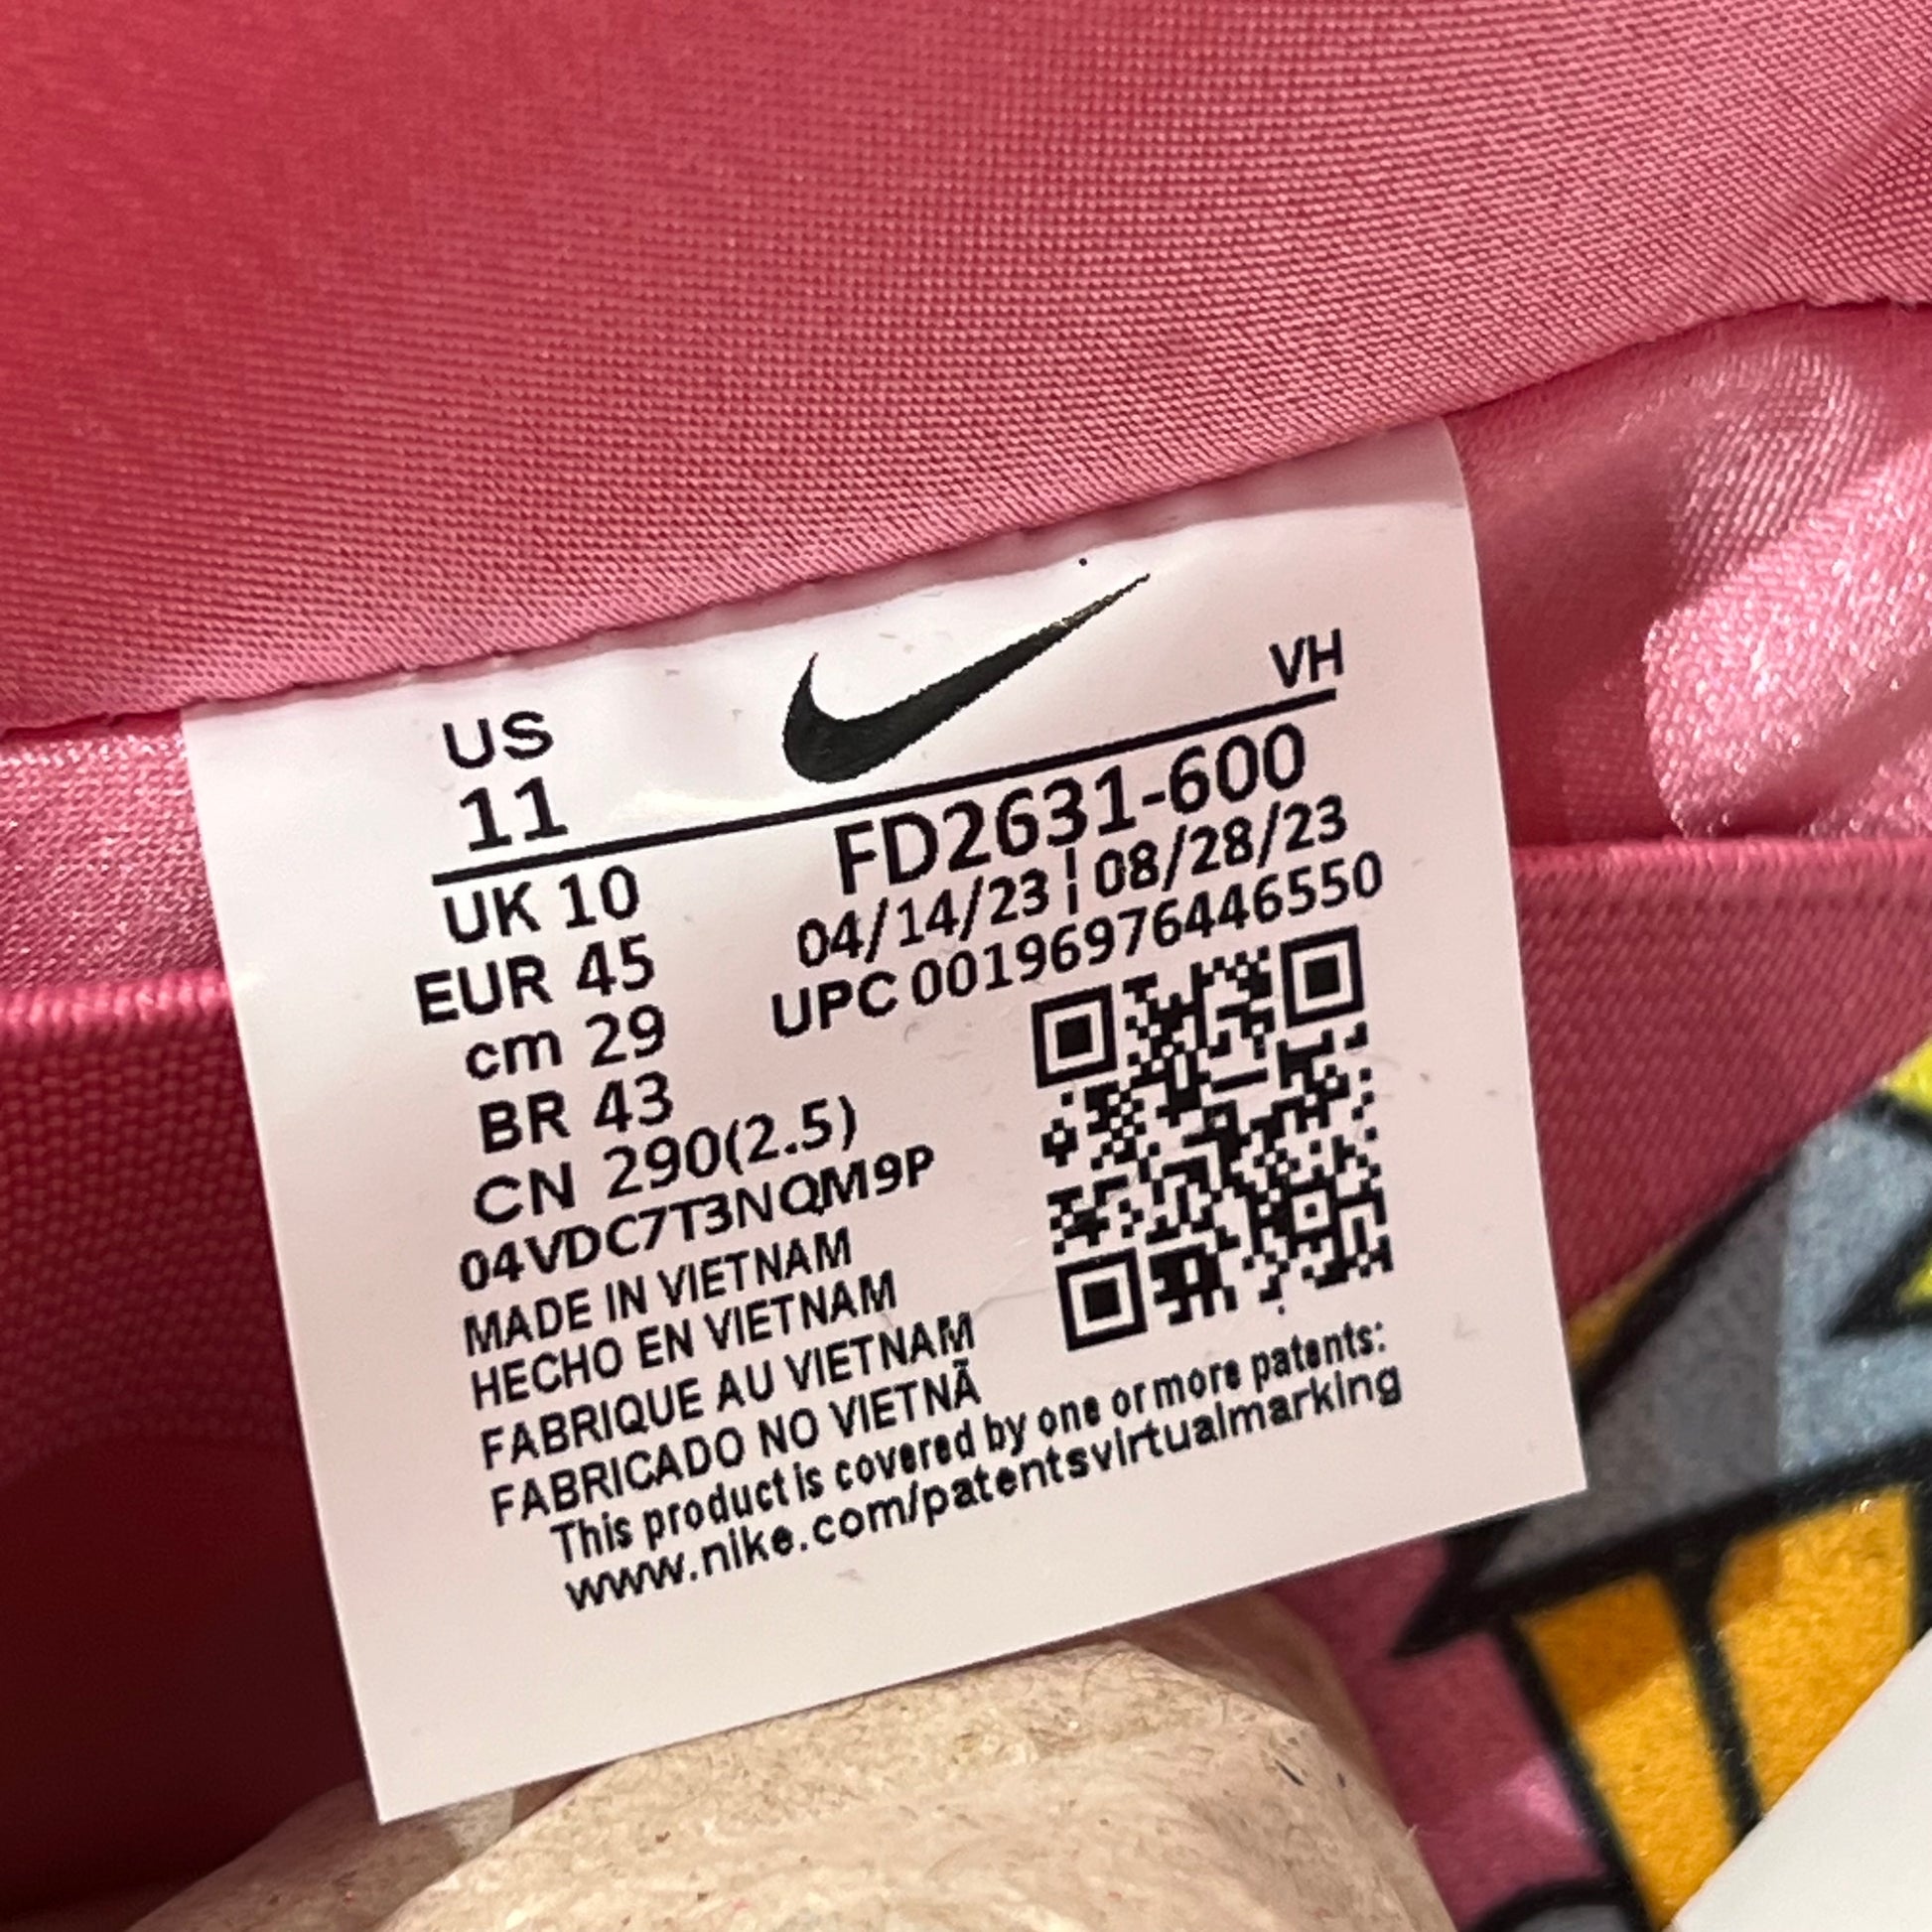 US
11
VH
FD2631-600
04/14/23 ¦ 08/28/23
UPC 00196976446550
UK 10
EUR 45
cm 29
BR 43
CN 290(2.5)
04VDC7T3NQM9P
MADE IN VIETNAM
HECHO EN VIETNAM
FABRIQUE AU VIETNAM
FABRICADO NO VIETNÃ
This product is covered by one or more patents:
www.nike.com/patentsvirtualmarking